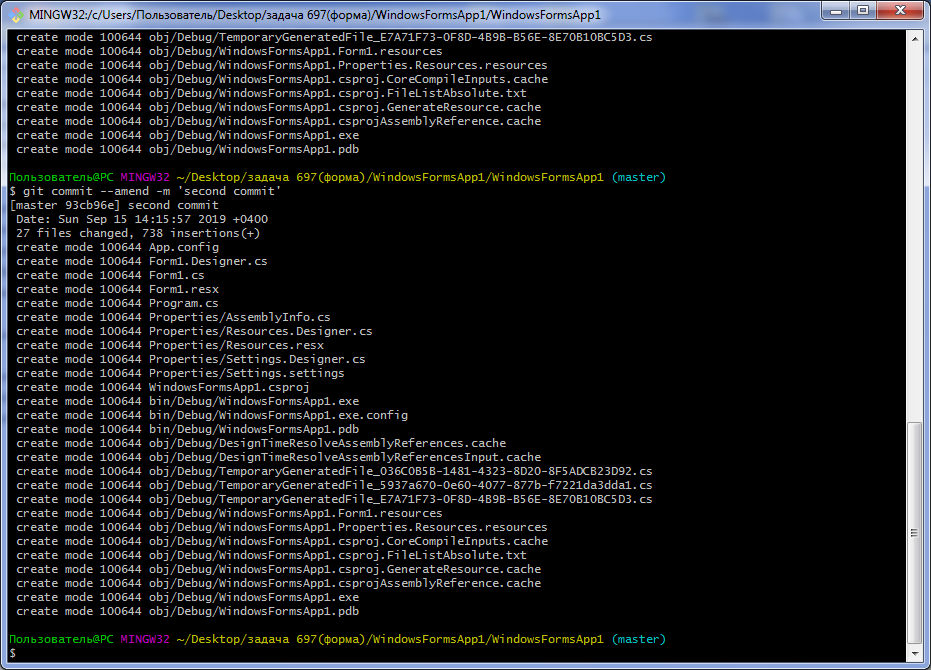 MINGW32:/c/Users/Пользователь/Desktop/задача 697(форма)/WindowsFormsApp1/WindowsFormsApp1
create mode 100644 obj/Debug/TemporaryGeneratedFile_E7A71F73-0F8D-4B9B-B56E-8E70B10BC5D3.cs
create mode 100644 obj/Debug/WindowsFormsApp1.Form1.resources
create mode 100644 obj/Debug/WindowsFormsApp1.Properties.Resources.resources
create mode 100644 obj/Debug/WindowsFormsApp1.csproj.CoreCompileInputs.cache
create mode 100644 obj/Debug/WindowsFormsApp1.csproj.FileListAbsolute.txt
create mode 100644 obj/Debug/WindowsFormsApp1.csproj.GenerateResource.cache
create mode 100644 obj/Debug/WindowsFormsApp1.csprojAssemblyReference.cache
create mode 100644 obj/Debug/WindowsFormsApp1.exe
create mode 100644 obj/Debug/WindowsFormsApp1.pdb
Пользователь@PC MINGW32 ~/Desktop/задача 697(форма)/WindowsFormsApp1/WindowsFormsApp1 (master)
$ git commit --amend -m 'second commit'
[master 93cb96e] second commit
Date: Sun Sep 15 14:15:57 2019 +0400
27 files changed, 738 insertions(+)
create mode 100644 App.config
create mode 100644 Form1.Designer.cs
create mode 100644 Form1.cs
create mode 100644 Form1.resx
create mode 100644 Program.cs
create mode 100644 Properties/AssemblyInfo.cs
create mode 100644 Properties/Resources.Designer.cs
create mode 100644 Properties/Resources.resx
create mode 100644 Properties/Settings.Designer.cs
create mode 100644 Properties/Settings.settings
create mode 100644 WindowsFormsApp1.csproj
create mode 100644 bin/Debug/WindowsFormsApp1.exe
create mode 100644 bin/Debug/WindowsFormsApp1.exe.config
create mode 100644 bin/Debug/WindowsFormsApp1.pdb
create mode 100644 obj/Debug/DesignTimeResolveAssemblyReferences.cache
create mode 100644 obj/Debug/DesignTimeResolveAssemblyReferencesInput.cache
create mode 100644 obj/Debug/TemporaryGeneratedFile_036C0B5B-1481-4323-8D20-8F5ADCB23D92.cs
create mode 100644 obj/Debug/TemporaryGeneratedFile_5937a670-0e60-4077-877b-f7221da3dda1.cs
create mode 100644 obj/Debug/TemporaryGeneratedFile_E7A71F73-0F8D-4B9B-B56E-8E70B10BC5D3.cs
create mode 100644 obj/Debug/WindowsFormsApp1.Form1.resources
create mode 100644 obj/Debug/WindowsFormsApp1.Properties.Resources.resources
create mode 100644 obj/Debug/WindowsFormsApp1.csproj.CoreCompileInputs.cache
create mode 100644 obj/Debug/WindowsFormsApp1.csproj.FileListAbsolute.txt
create mode 100644 obj/Debug/WindowsFormsApp1.csproj.GenerateResource.cache
create mode 100644 obj/Debug/WindowsFormsApp1.csprojAssemblyReference.cache
create mode 100644 obj/Debug/WindowsFormsApp1.exe
create mode 100644 obj/Debug/WindowsFormsApp1.pdb
Пользователь@PC MINGW32 ~/Desktop/задача 697(форма)/WindowsFormsApp1/WindowsFormsApp1 (master)
$